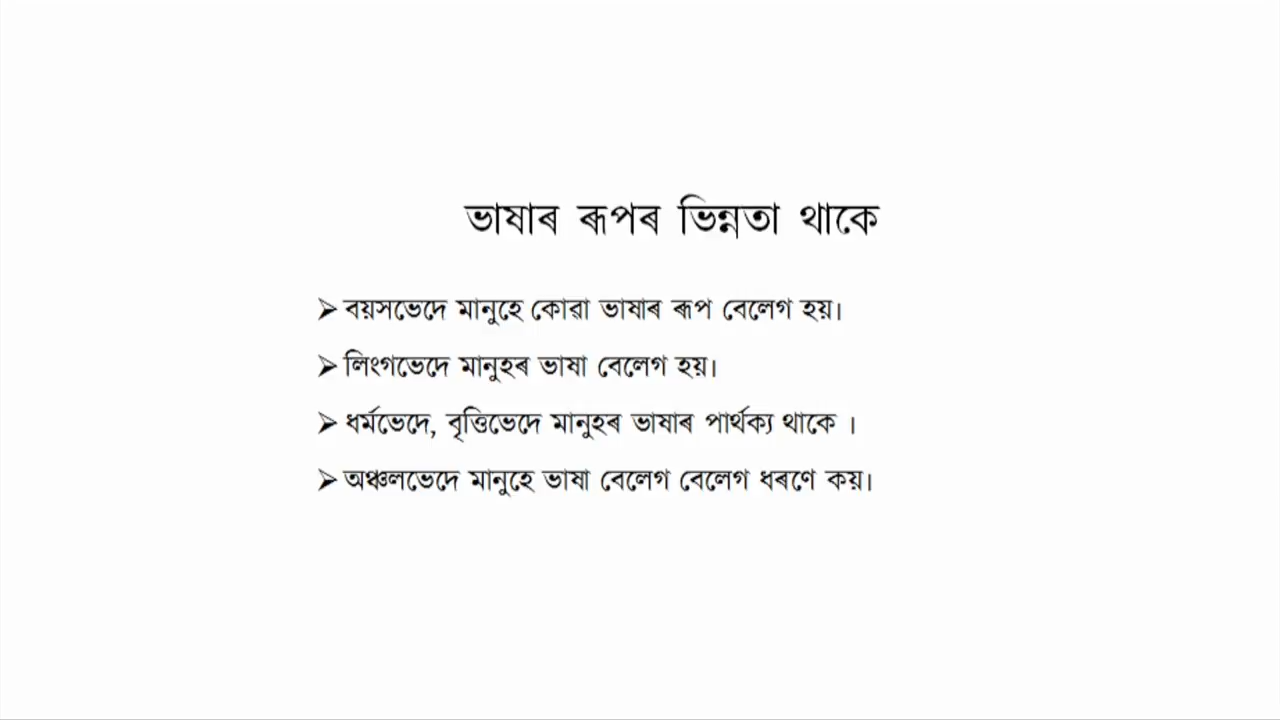 ভাষাৰ ৰূপৰ ভিন্নতা থাকে
➢ বয়সভেদে মানুহে কোৱা ভাষাৰ ৰূপ বেলেগ হয়।
➢ লিংগভেদে মানুহৰ ভাষা বেলেগ হয়।
➢ ধৰ্মভেদে, বৃত্তিভেদে মানুহৰ ভাষাৰ পাৰ্থক্য থাকে ।
➢ অঞ্চলভেদে মানুহে ভাষা বেলেগ বেলেগ ধৰণে কয়।